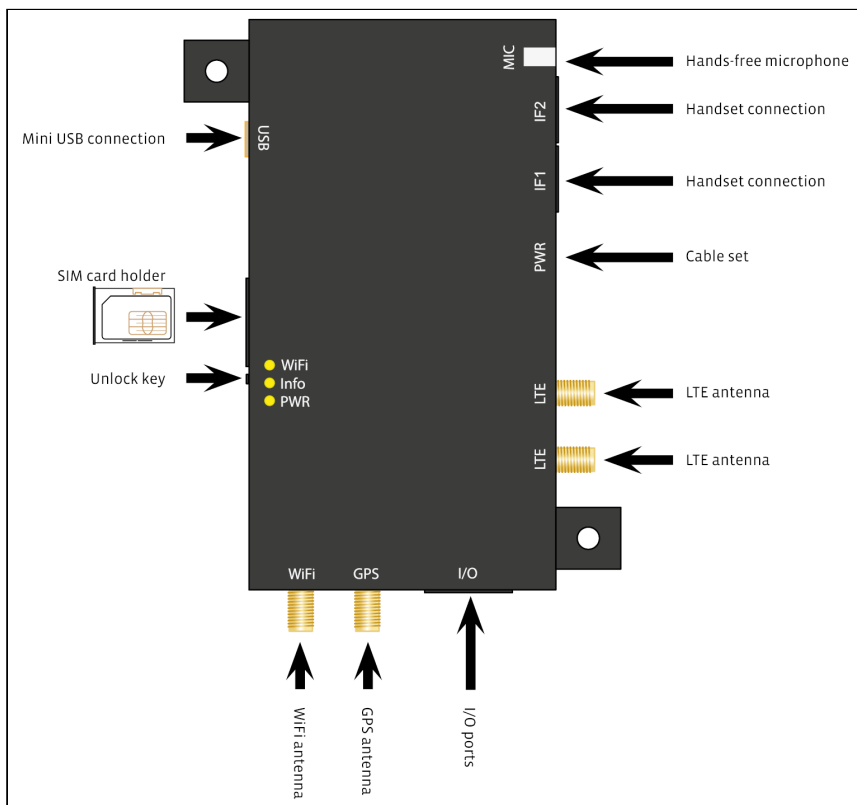 MIC
Hands-free microphone
IF2
Handset connection
Mini USB connection
USB
IF1
Handset connection
PWR
Cable set
SIM card holder
WiFi
Info
PWR
Unlock key
LTE
LTE antenna
LTE
LTE antenna
WiFi
GPS
I/O
WiFi antenna
GPS antenna
I/O ports